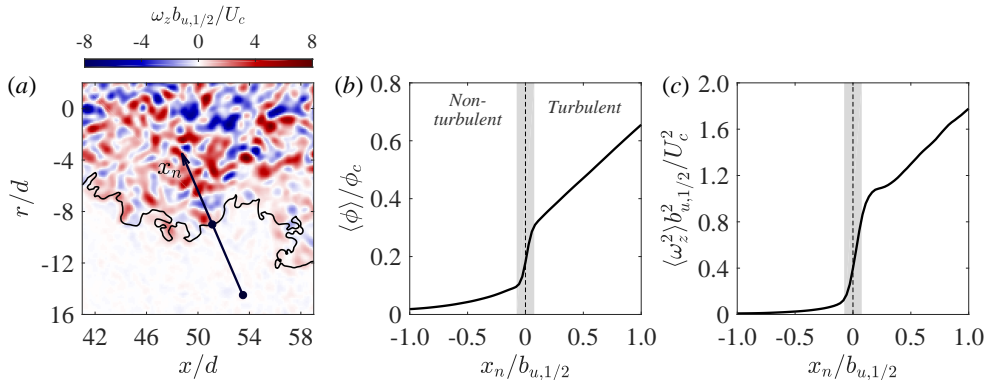 ω_z b_{u,1/2}/U_c
-8 -4 0 4 8
(a)
0
-4
-8
-12
16
r/d
x_n
42 46 50 54 58
x/d
(b)
0.8
0.6
0.4
0.2
0
⟨ϕ⟩/ϕ_c
Non-
turbulent
Turbulent
-1.0 -0.5 0 0.5 1.0
x_n/b_{u,1/2}
(c)
2.0
1.6
1.2
0.8
0.4
0
⟨ω_z^2⟩b_{u,1/2}^2/U_c^2
-1.0 -0.5 0 0.5 1.0
x_n/b_{u,1/2}